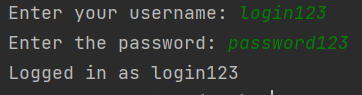 Enter your username: login123
Enter the password: password123
Logged in as login123